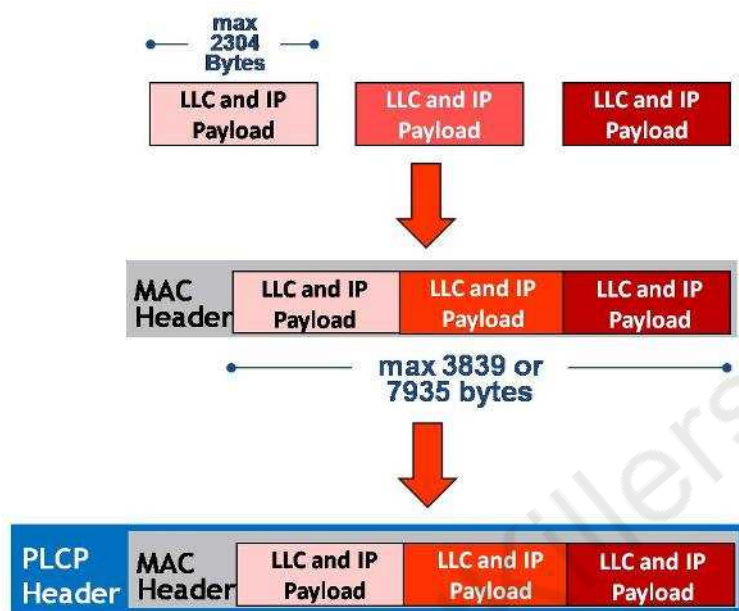 max
2304
Bytes
LLC and IP
Payload
LLC and IP
Payload
LLC and IP
Payload
MAC
Header
LLC and IP
Payload
LLC and IP
Payload
LLC and IP
Payload
max 3839 or
7935 bytes
PLCP
Header
MAC
Header
LLC and IP
Payload
LLC and IP
Payload
LLC and IP
Payload
killers